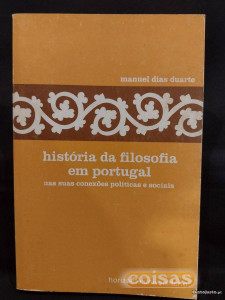 manuel dias duarte
história da filosofia
em portugal
nas suas conexões políticas e sociais
coisas